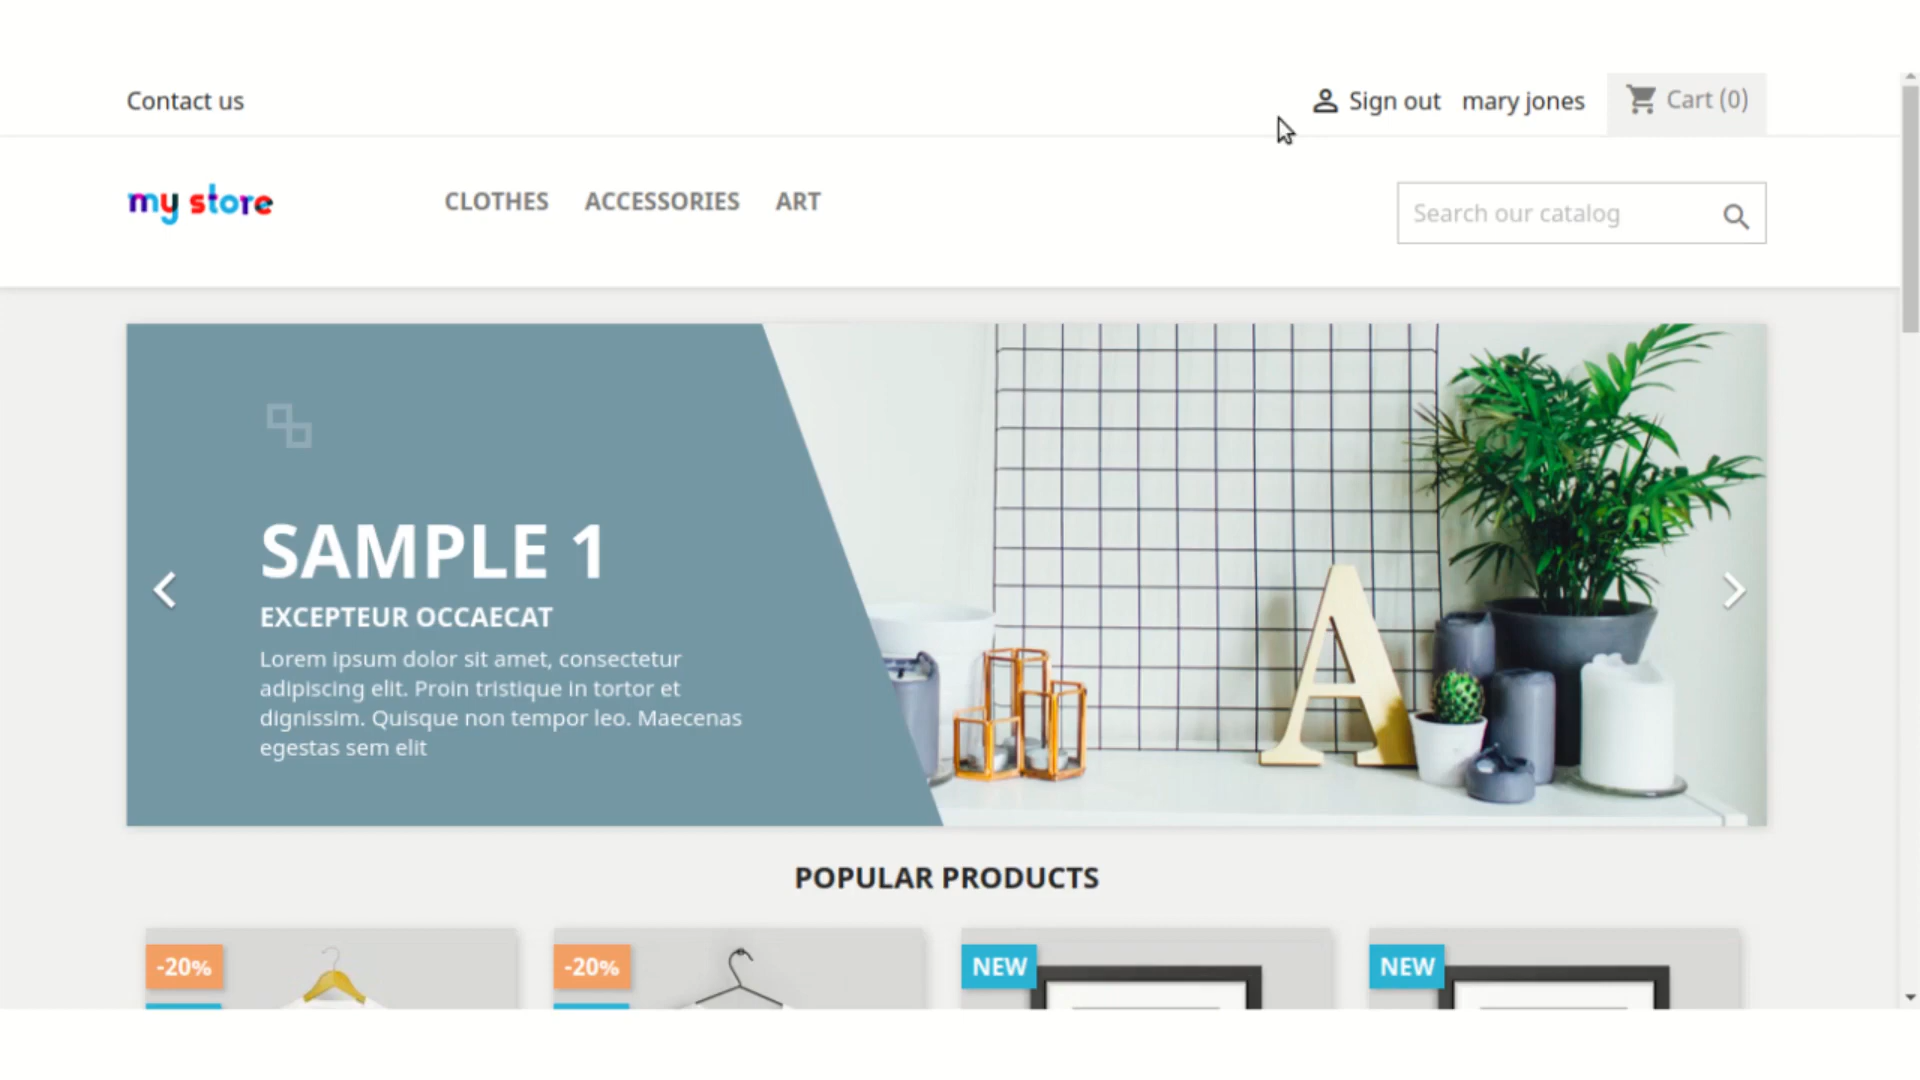 Contact us
Sign out
mary jones
Cart (0)
my store
CLOTHES
ACCESSORIES
ART
Search our catalog
SAMPLE 1
EXCEPTEUR OCCAECAT
Lorem ipsum dolor sit amet, consectetur
adipiscing elit. Proin tristique in tortor et
dignissim. Quisque non tempor leo. Maecenas
egestas sem elit
A
POPULAR PRODUCTS
-20%
-20%
NEW
NEW